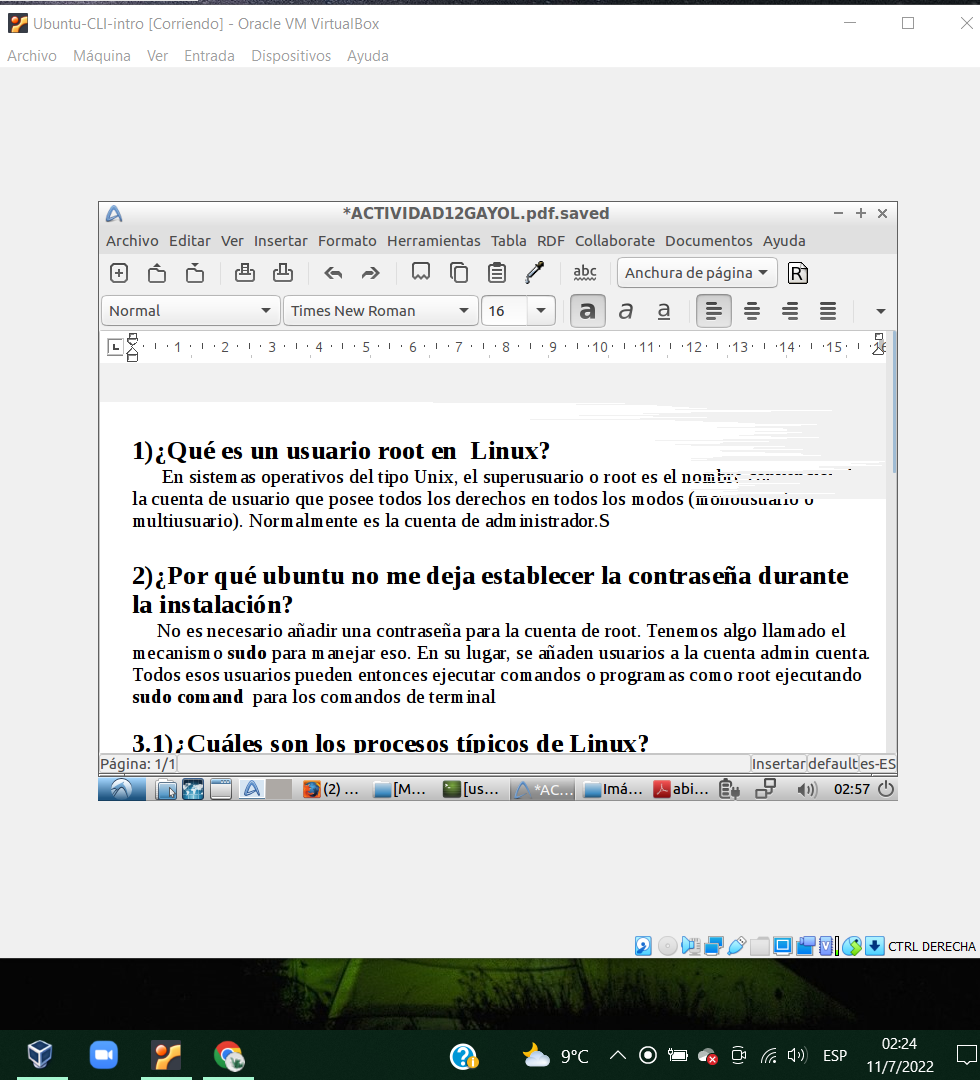 Ubuntu-CLI-intro [Corriendo] - Oracle VM VirtualBox
Archivo Máquina Ver Entrada Dispositivos Ayuda
*ACTIVIDAD12GAYOL.pdf.saved
Archivo Editar Ver Insertar Formato Herramientas Tabla RDF Collaborate Documentos Ayuda
abc Anchura de página R
Normal Times New Roman 16 a a a
1 2 3 4 5 6 7 8 9 10 11 12 13 14 15 16
1)¿Qué es un usuario root en Linux?
En sistemas operativos del tipo Unix, el superusuario o root es el nombre
la cuenta de usuario que posee todos los derechos en todos los modos (monousuario o
multiusuario). Normalmente es la cuenta de administrador.S
2)¿Por qué ubuntu no me deja establecer la contraseña durante
la instalación?
No es necesario añadir una contraseña para la cuenta de root. Tenemos algo llamado el
mecanismo sudo para manejar eso. En su lugar, se añaden usuarios a la cuenta admin cuenta.
Todos esos usuarios pueden entonces ejecutar comandos o programas como root ejecutando
sudo comand para los comandos de terminal
3.1)¿Cuáles son los procesos típicos de Linux?
Página: 1/1 Insertar default es-ES
(2) ... [M... [us... *AC... Imá... abi... 02:57
CTRL DERECHA
9°C ESP 02:24
11/7/2022